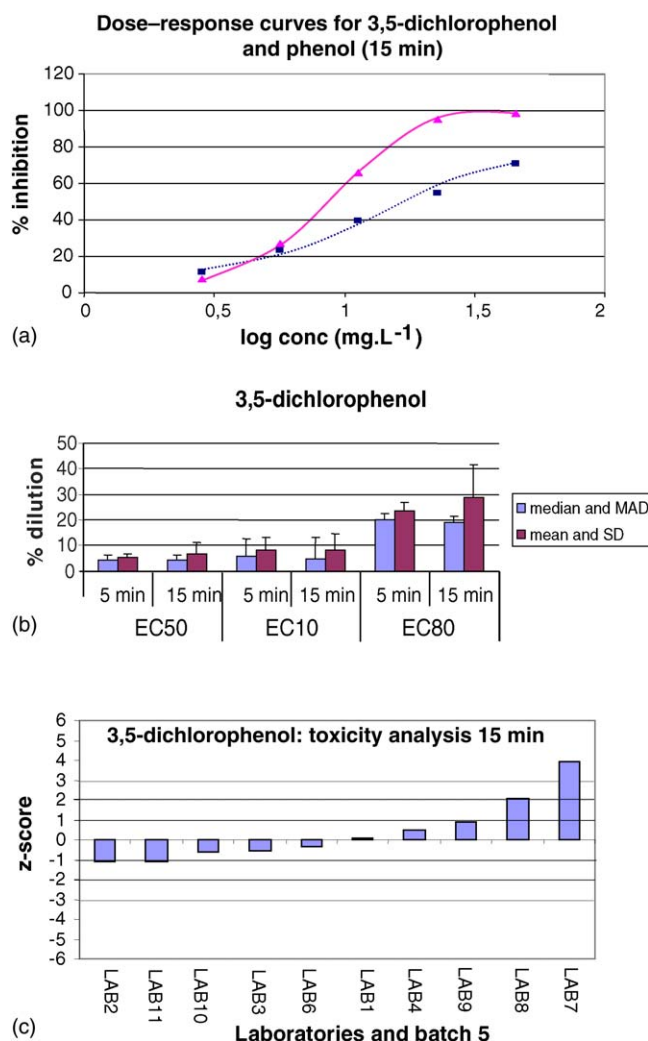 Dose–response curves for 3,5-dichlorophenol
and phenol (15 min)
120
100
80
60
40
20
0
% inhibition
0 0,5 1 1,5 2
log conc (mg.L-1)
(a)
3,5-dichlorophenol
50
40
30
20
10
0
% dilution
5 min 15 min 5 min 15 min 5 min 15 min
EC50 EC10 EC80
median and MAD
mean and SD
(b)
3,5-dichlorophenol: toxicity analysis 15 min
6
5
4
3
2
1
0
-1
-2
-3
-4
-5
-6
z-score
LAB2 LAB11 LAB10 LAB3 LAB6 LAB1 LAB4 LAB9 LAB8 LAB7
Laboratories and batch 5
(c)